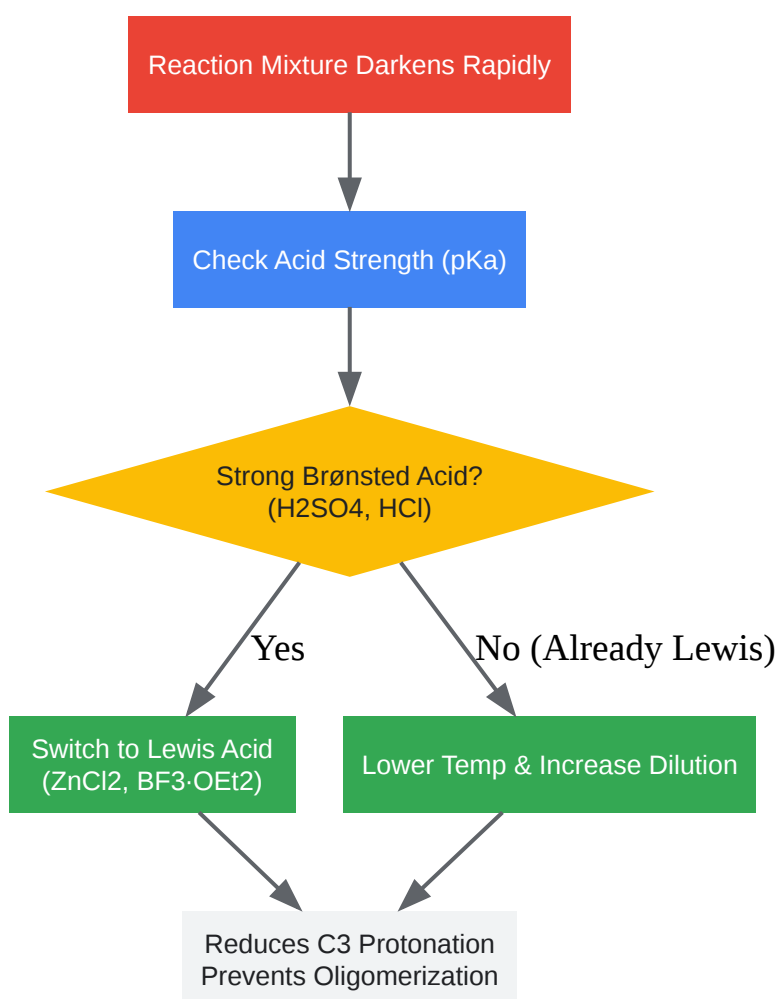 Reaction Mixture Darkens Rapidly
Check Acid Strength (pKa)
Strong Brønsted Acid?
(H2SO4, HCl)
Yes
No (Already Lewis)
Switch to Lewis Acid
(ZnCl2, BF3·OEt2)
Lower Temp & Increase Dilution
Reduces C3 Protonation
Prevents Oligomerization